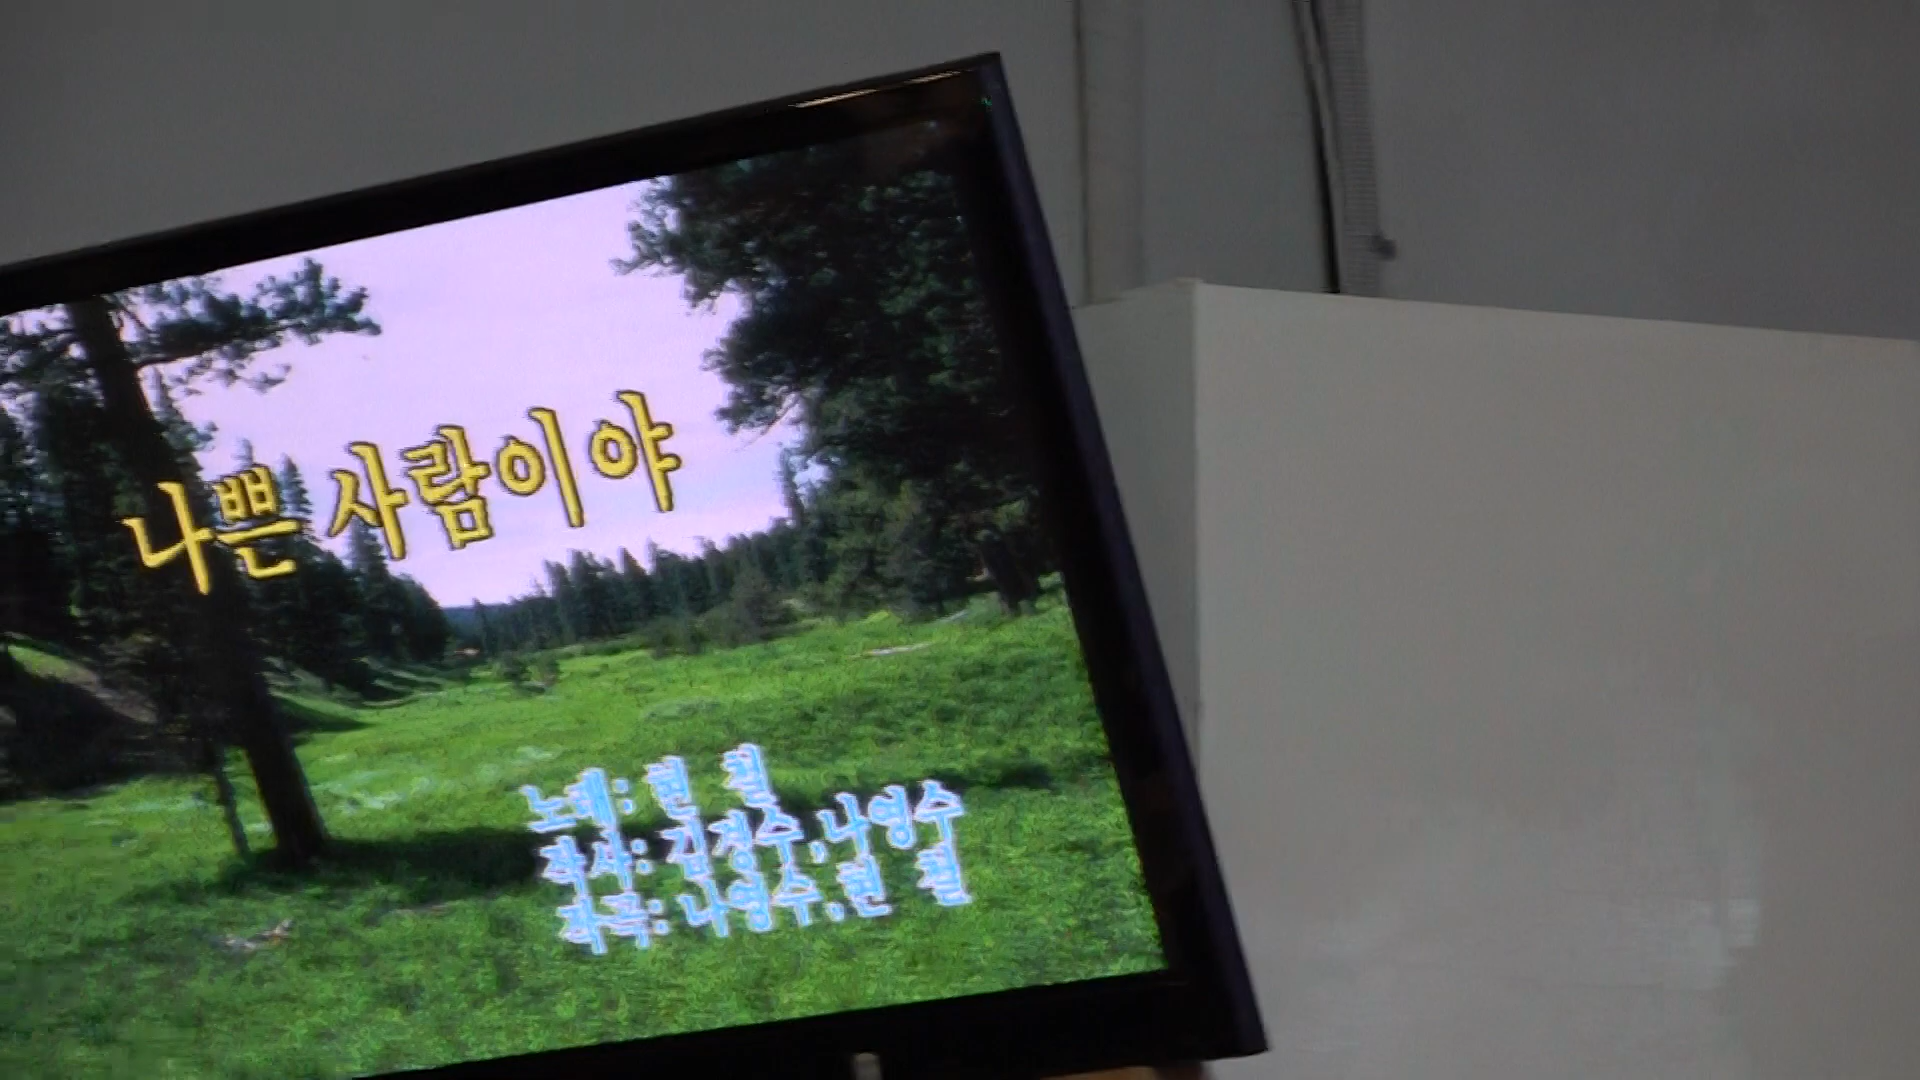 나쁜 사람이야
노래: 현 철
작사: 김경수,나영수
작곡: 나영수,현 철